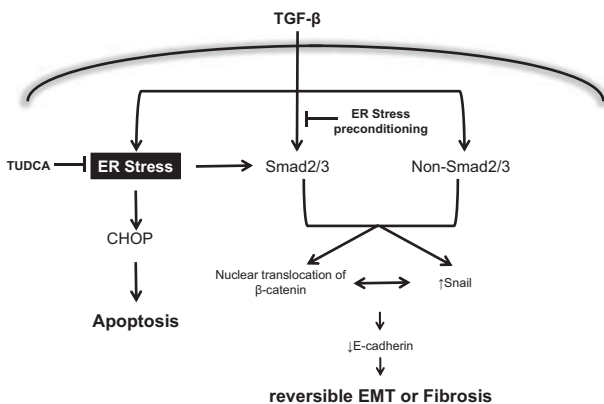 TGF-β
ER Stress
preconditioning
TUDCA
ER Stress
Smad2/3
Non-Smad2/3
CHOP
Nuclear translocation of
β-catenin
↑Snail
Apoptosis
↓E-cadherin
reversible EMT or Fibrosis